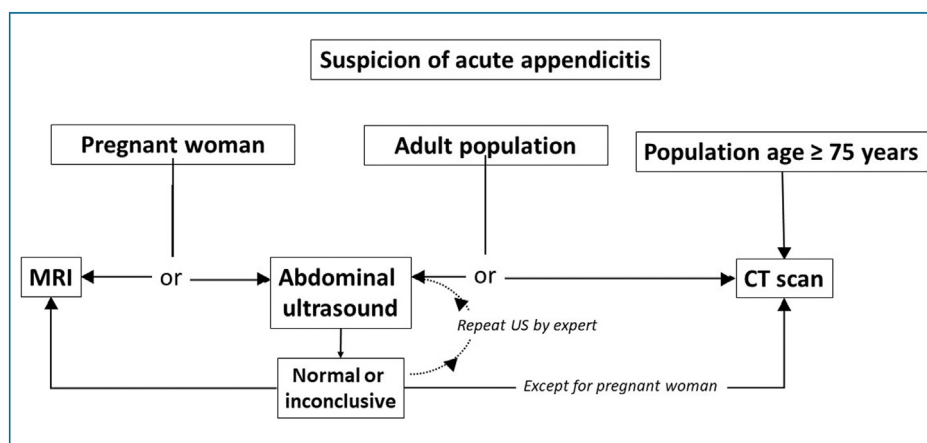 Suspicion of acute appendicitis
Pregnant woman
Adult population
Population age ≥ 75 years
MRI
or
Abdominal
ultrasound
or
CT scan
Repeat US by expert
Normal or
inconclusive
Except for pregnant woman